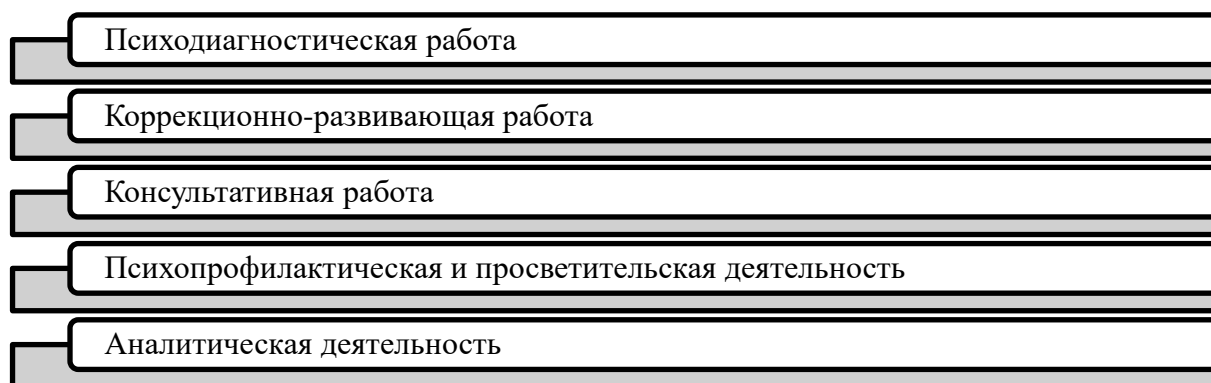 Психодиагностическая работа
Коррекционно-развивающая работа
Консультативная работа
Психопрофилактическая и просветительская деятельность
Аналитическая деятельность